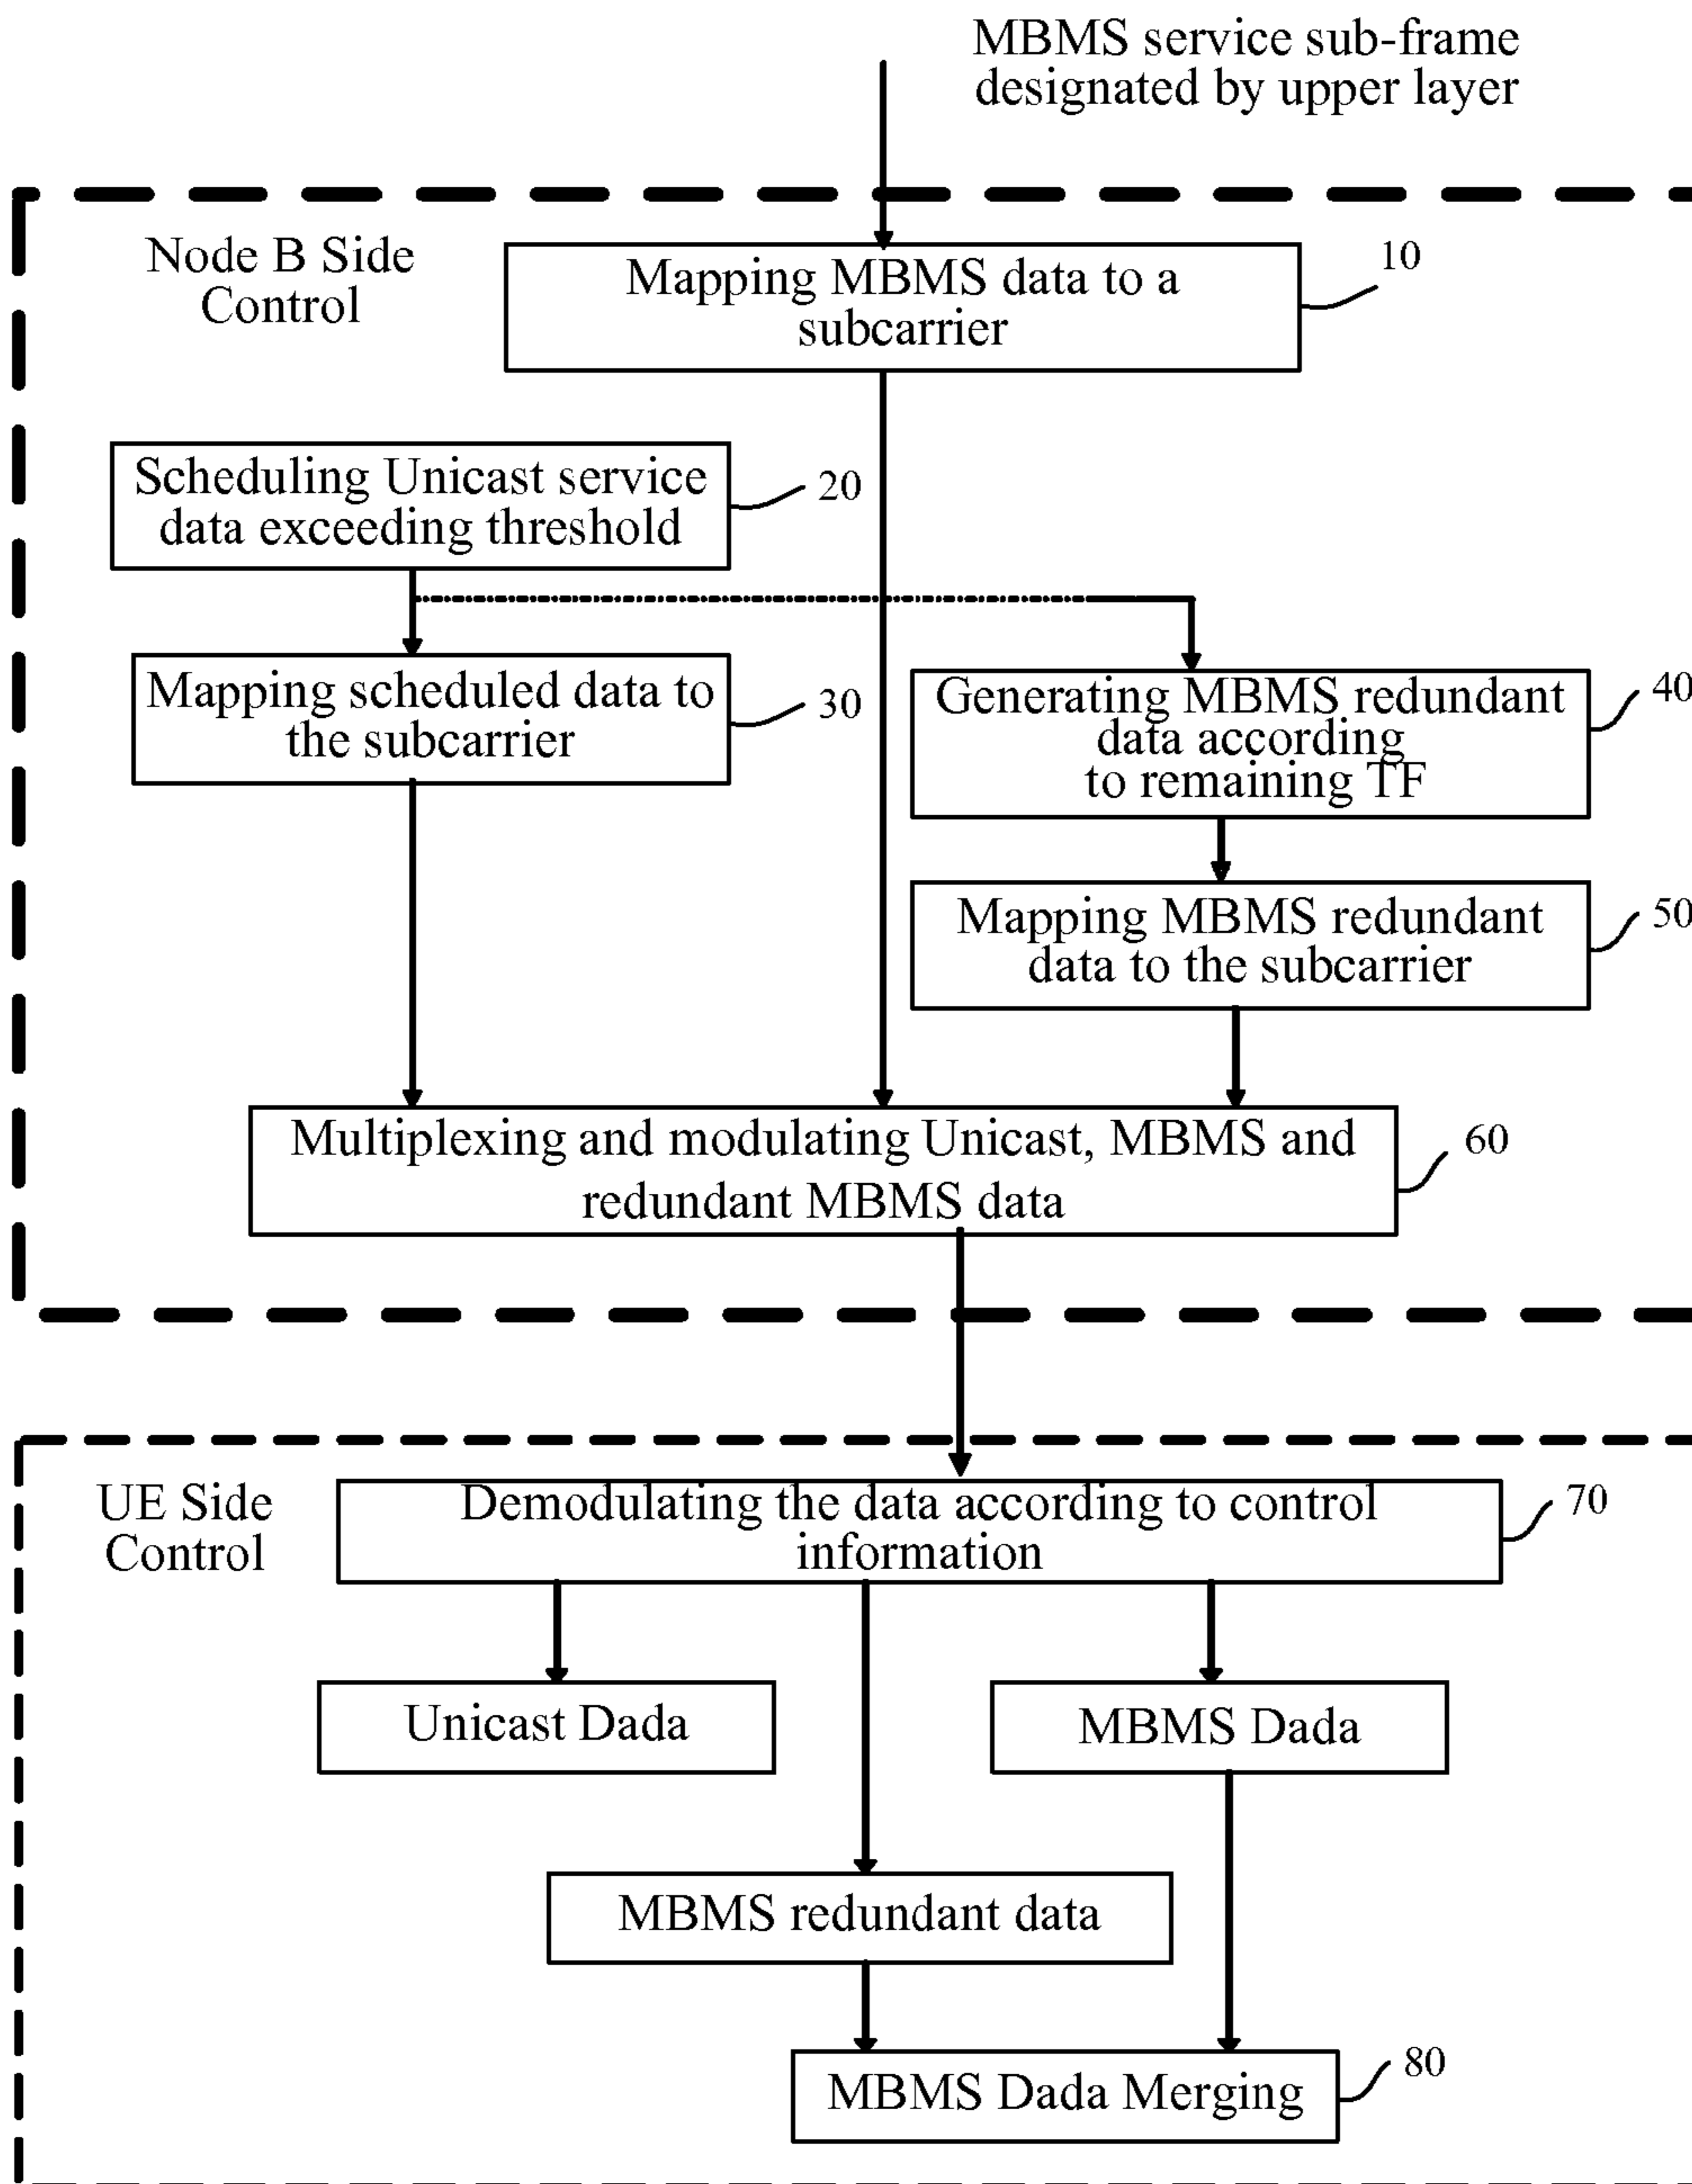 MBMS service sub-frame
designated by upper layer
Node B Side
Control
Mapping MBMS data to a
subcarrier
10
Scheduling Unicast service
data exceeding threshold
20
Mapping scheduled data to
the subcarrier
30
Generating MBMS redundant
data according
to remaining TF
40
Mapping MBMS redundant
data to the subcarrier
50
Multiplexing and modulating Unicast, MBMS and
redundant MBMS data
60
UE Side
Control
Demodulating the data according to control
information
70
Unicast Dada
MBMS Dada
MBMS redundant data
MBMS Dada Merging
80